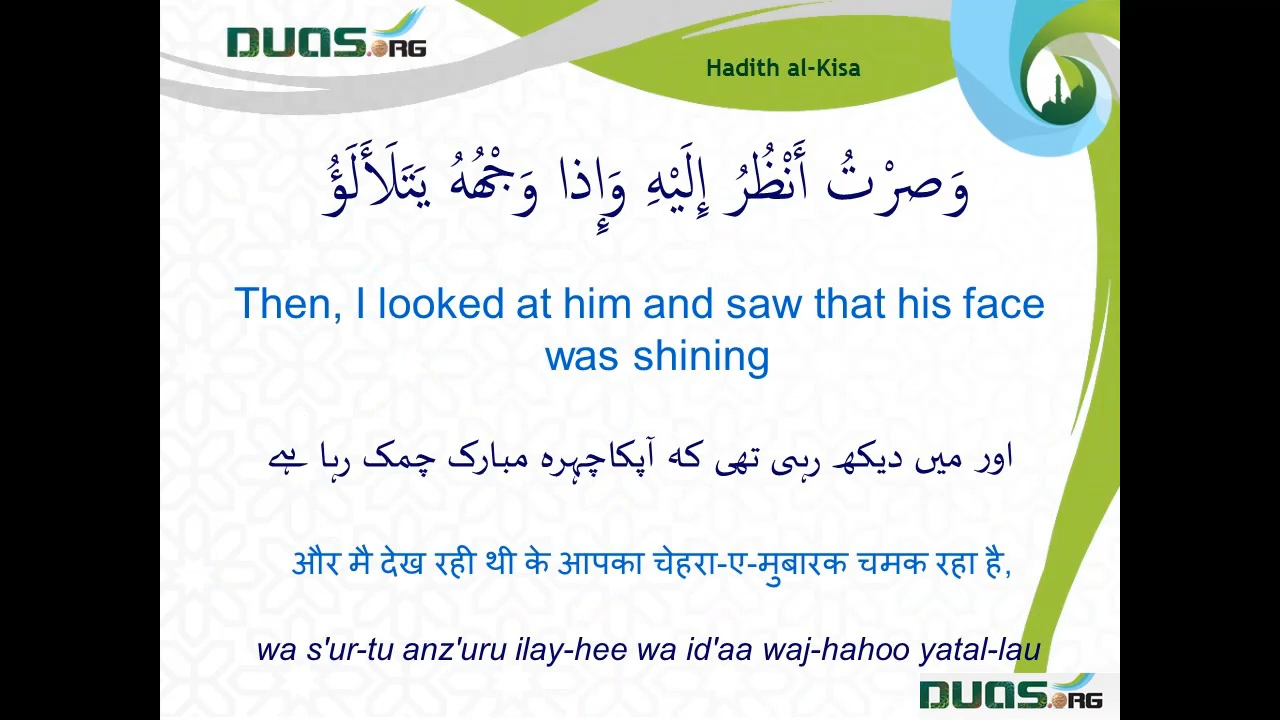 DUAS.ORG
Hadith al-Kisa
وَصرْتُ أَنْظُرُ إِلَيْهِ وَإِذا وَجْهُهُ يَتَلَأَلَؤُ
Then, I looked at him and saw that his face
was shining
اور میں دیکھ رہی تھی کہ آپکاچہرہ مبارک چمک رہا ہے
और मै देख रही थी के आपका चेहरा-ए-मुबारक चमक रहा है,
wa s'ur-tu anz'uru ilay-hee wa id'aa waj-hahoo yatal-lau
DUAS.ORG